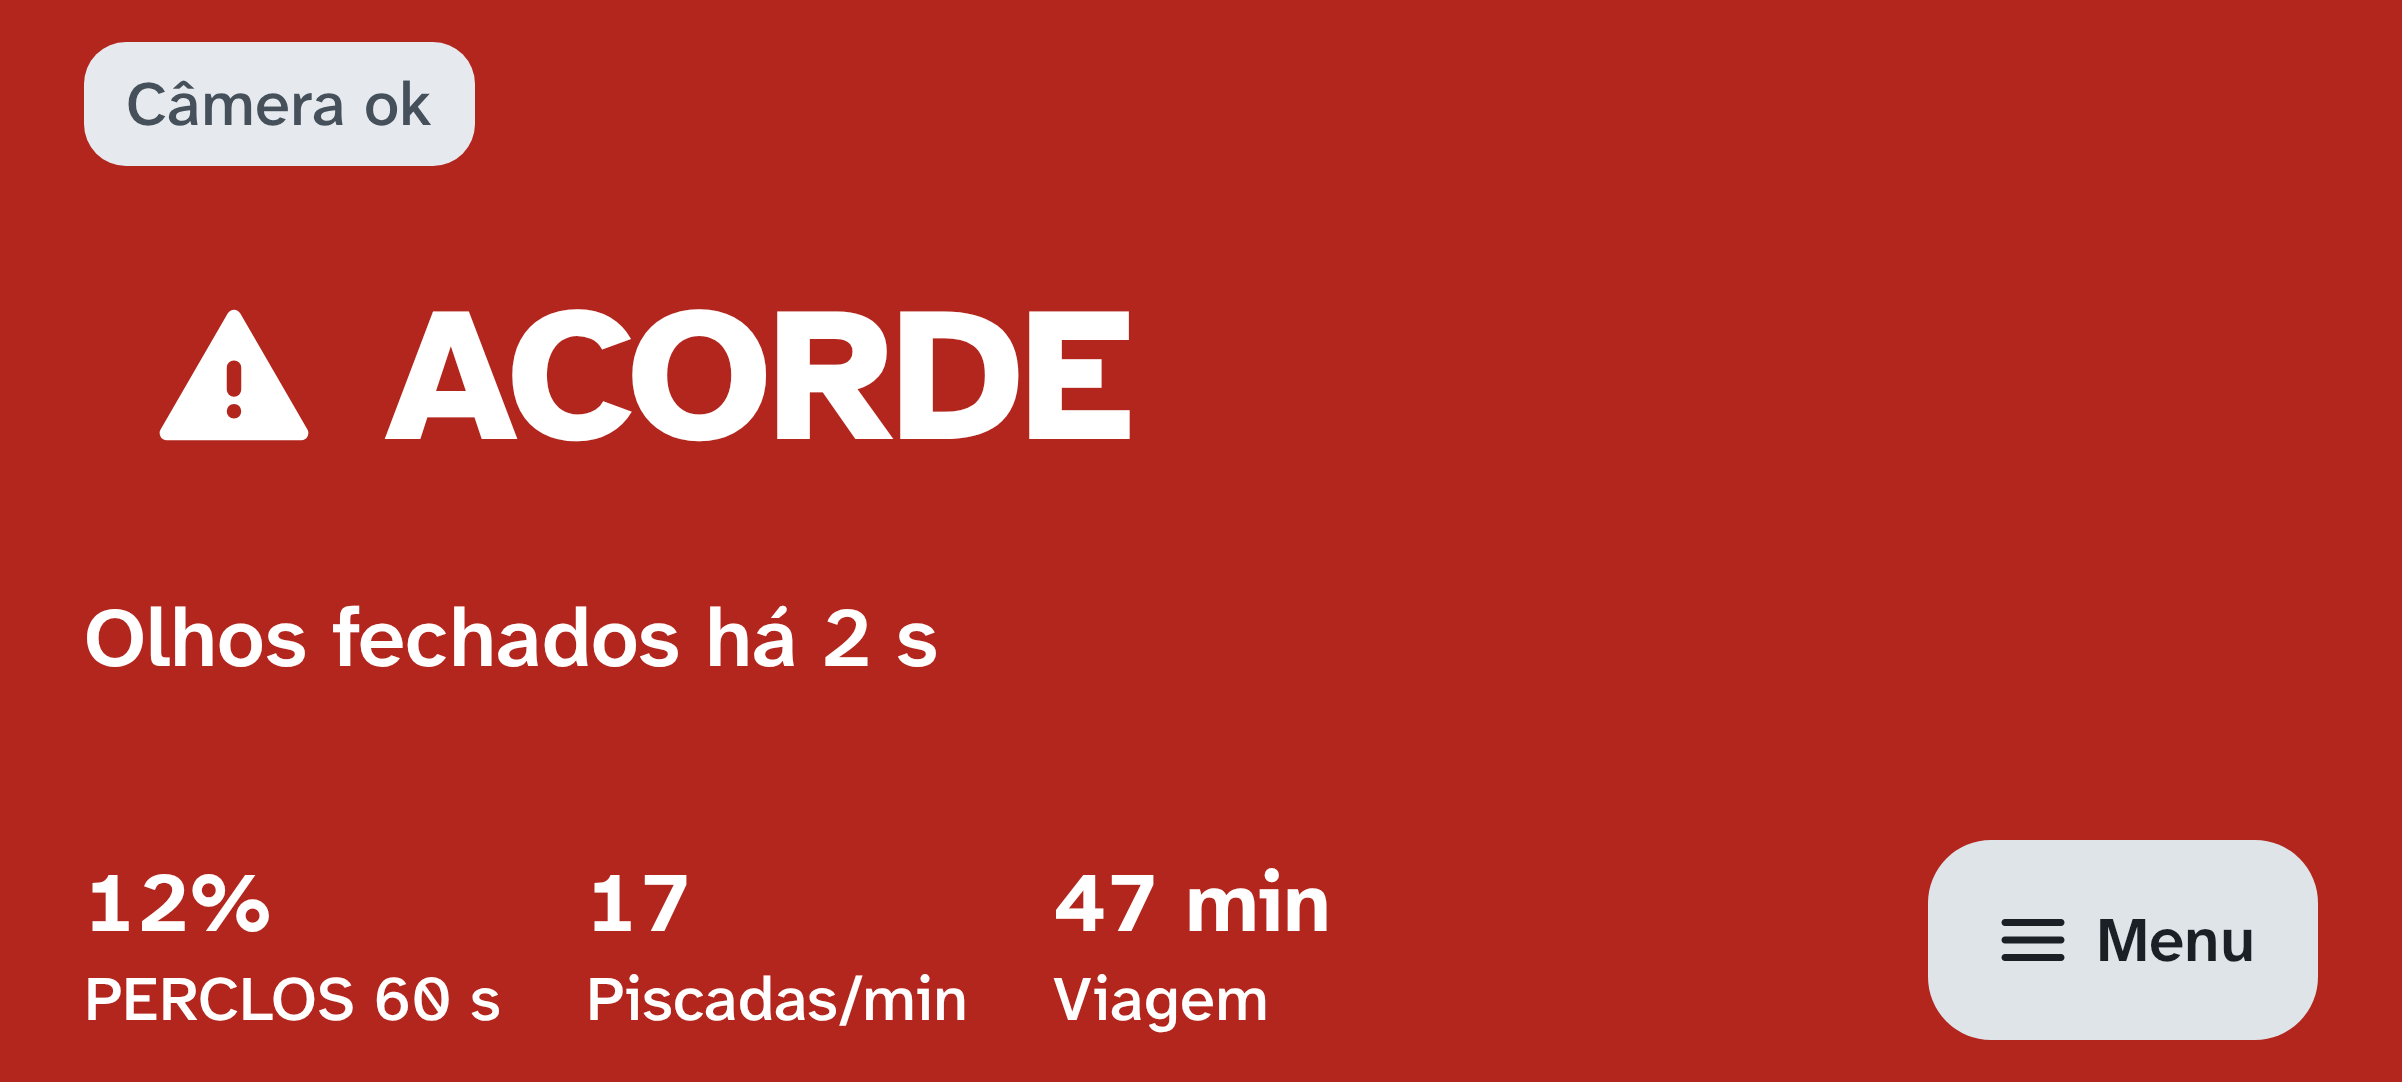 Câmera ok
ACORDE
Olhos fechados há 2 s
12%
PERCLOS 60 s
17
Piscadas/min
47 min
Viagem
Menu